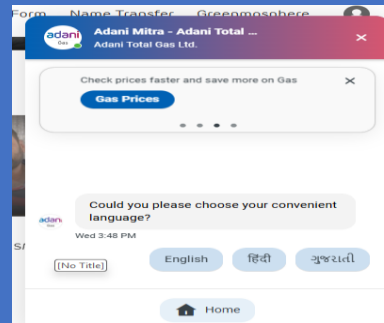 Form Name Transfer Greenmosphere
adani
Gas
Adani Mitra - Adani Total ...
Adani Total Gas Ltd.
×
Check prices faster and save more on Gas
×
Gas Prices
Could you please choose your convenient
language?
adani
Wed 3:48 PM
[No Title]
English हिंदी ગુજરાતી
Home